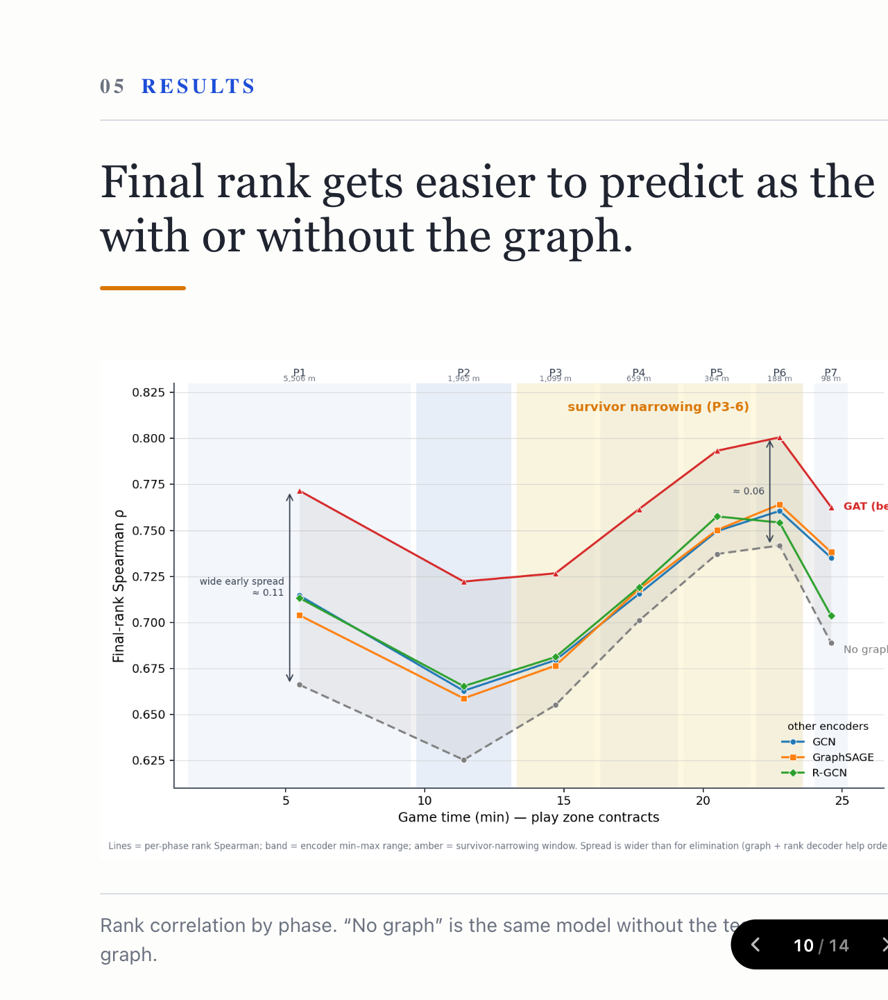 05 RESULTS
Final rank gets easier to predict as the
with or without the graph.
P1 P2 P3 P4 P5 P6 P7
5,506 m 1,965 m 1,099 m 659 m 364 m 188 m 98 m
0.825
survivor narrowing (P3-6)
0.800
0.775
≈ 0.06
GAT (be
0.750
Final-rank Spearman ρ
0.725
wide early spread
≈ 0.11
0.700
No graph
0.675
0.650
other encoders
GCN
GraphSAGE
R-GCN
0.625
5 10 15 20 25
Game time (min) — play zone contracts
Lines = per-phase rank Spearman; band = encoder min–max range; amber = survivor-narrowing window. Spread is wider than for elimination (graph + rank decoder help orde
Rank correlation by phase. “No graph” is the same model without the
graph.
10 / 14